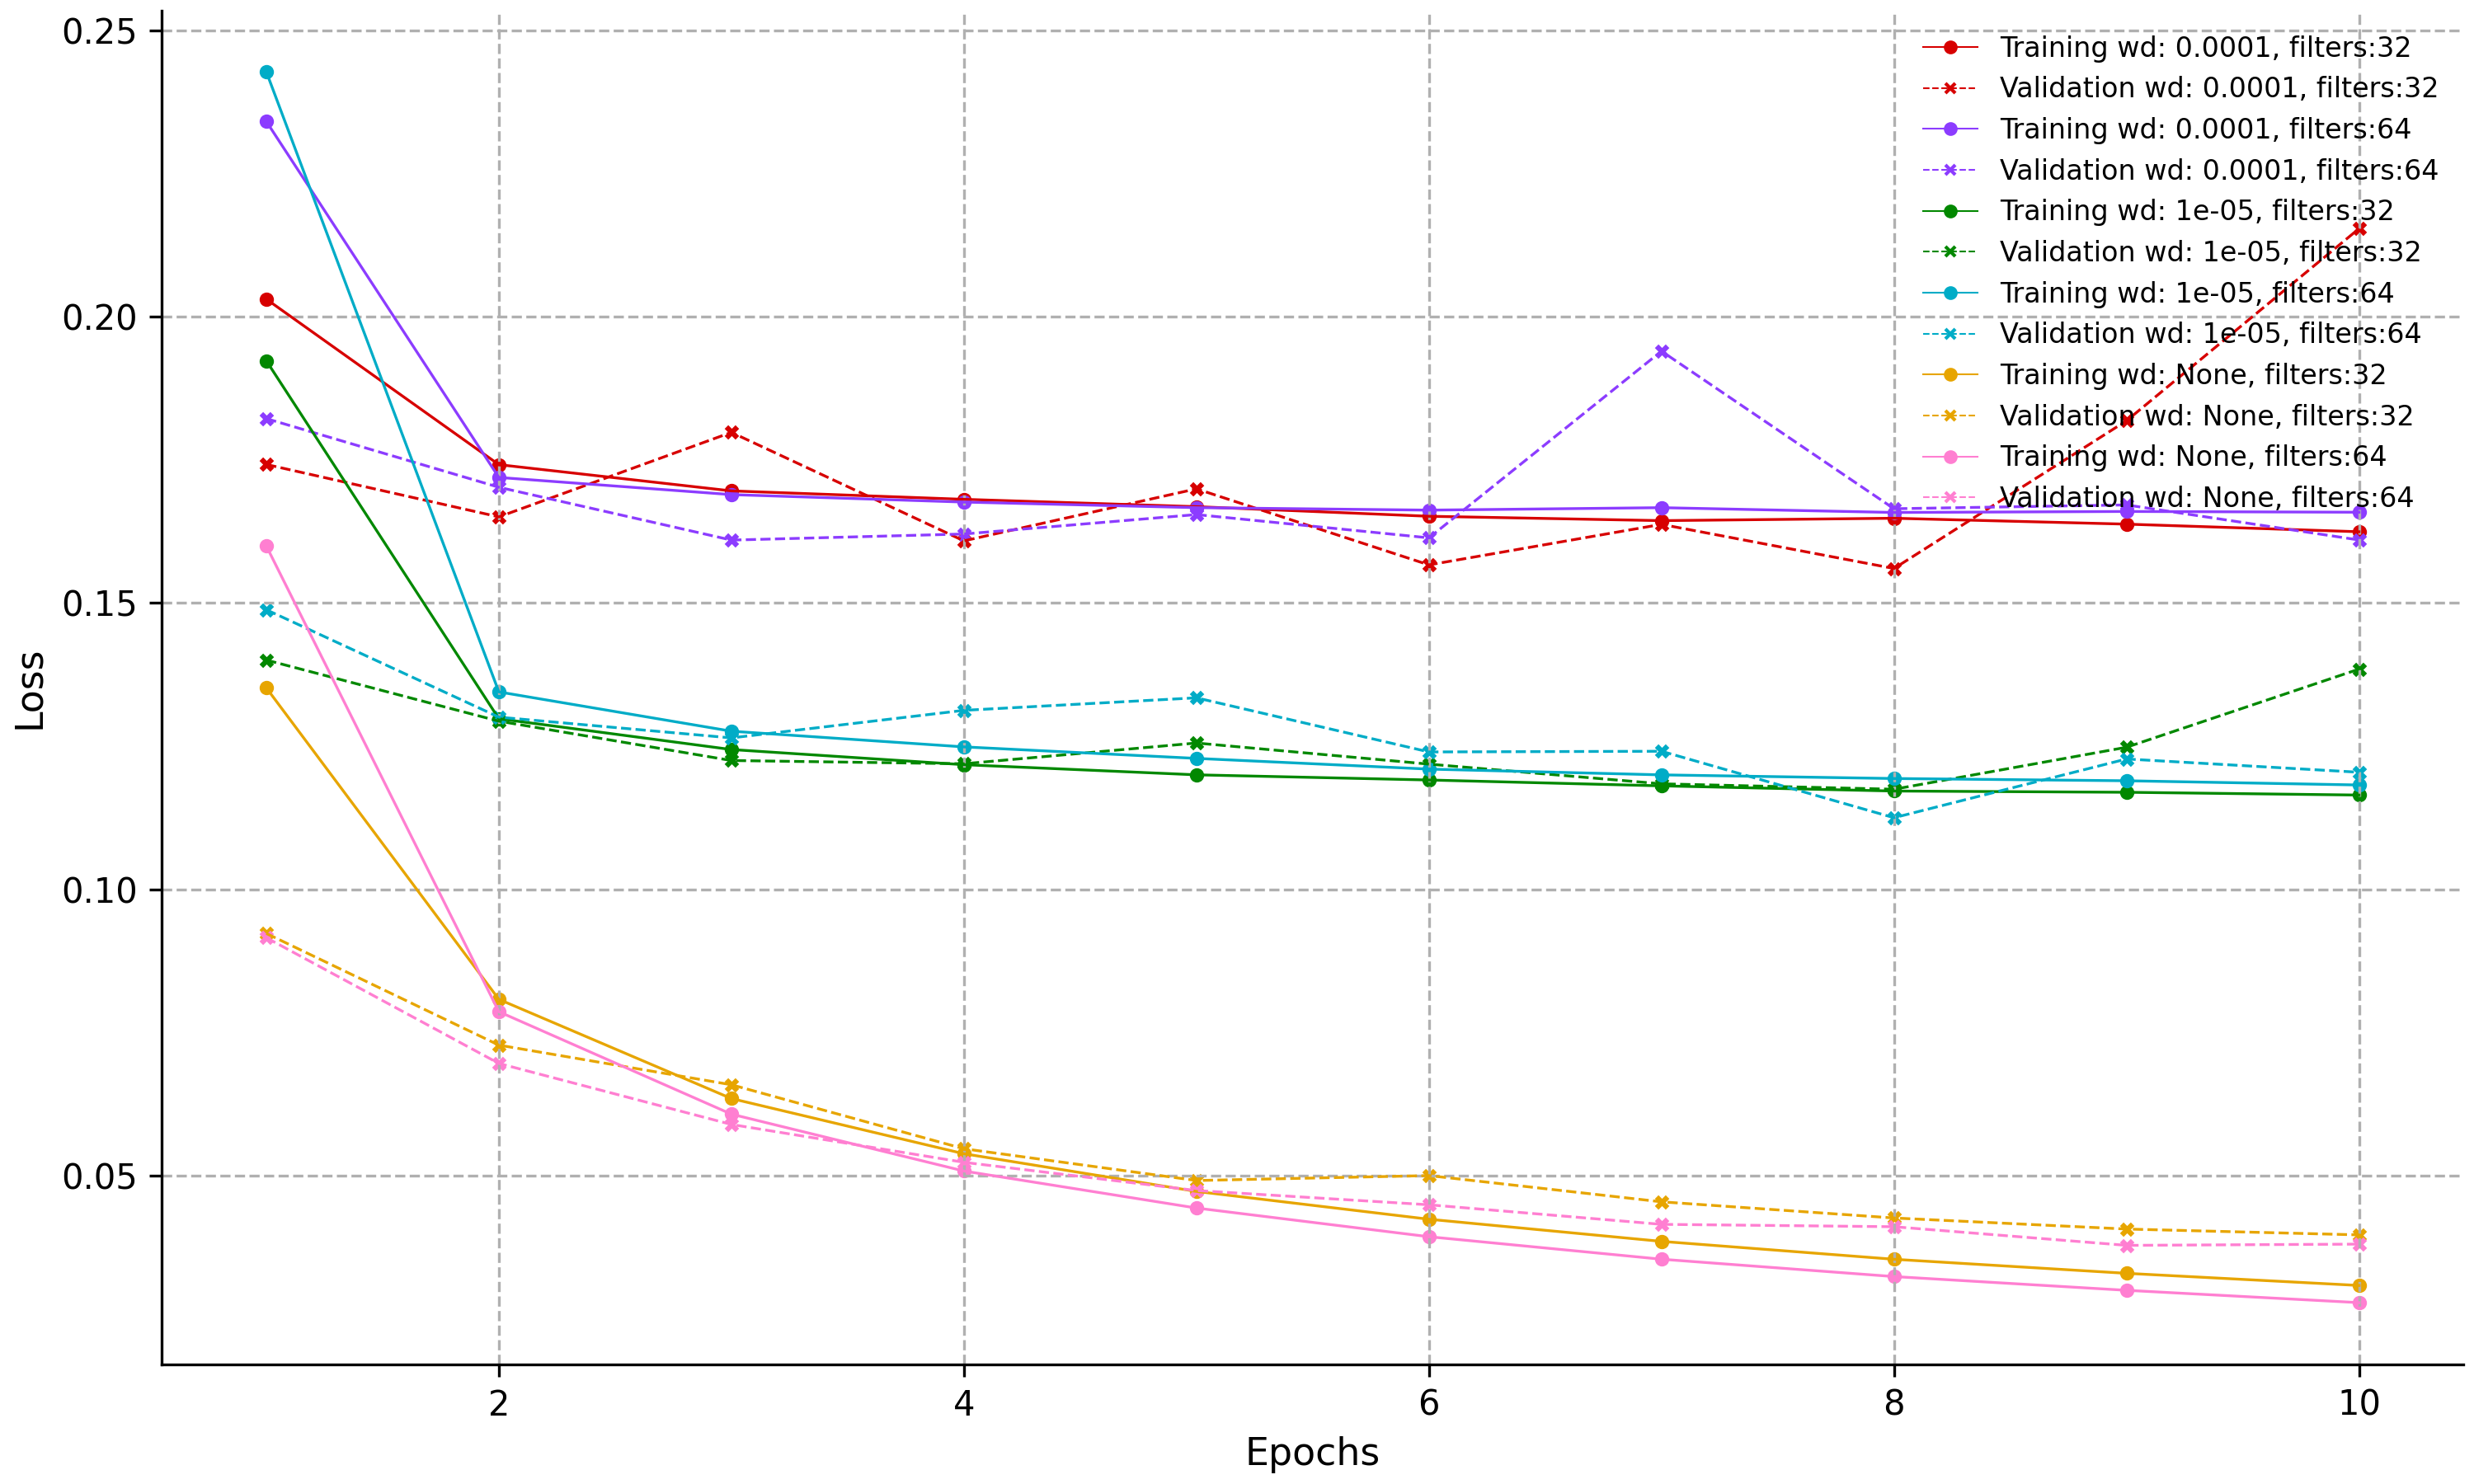 0.25
0.20
0.15
0.10
0.05
Loss
2
4
6
8
10
Epochs
Training wd: 0.0001, filters:32
Validation wd: 0.0001, filters:32
Training wd: 0.0001, filters:64
Validation wd: 0.0001, filters:64
Training wd: 1e-05, filters:32
Validation wd: 1e-05, filters:32
Training wd: 1e-05, filters:64
Validation wd: 1e-05, filters:64
Training wd: None, filters:32
Validation wd: None, filters:32
Training wd: None, filters:64
Validation wd: None, filters:64